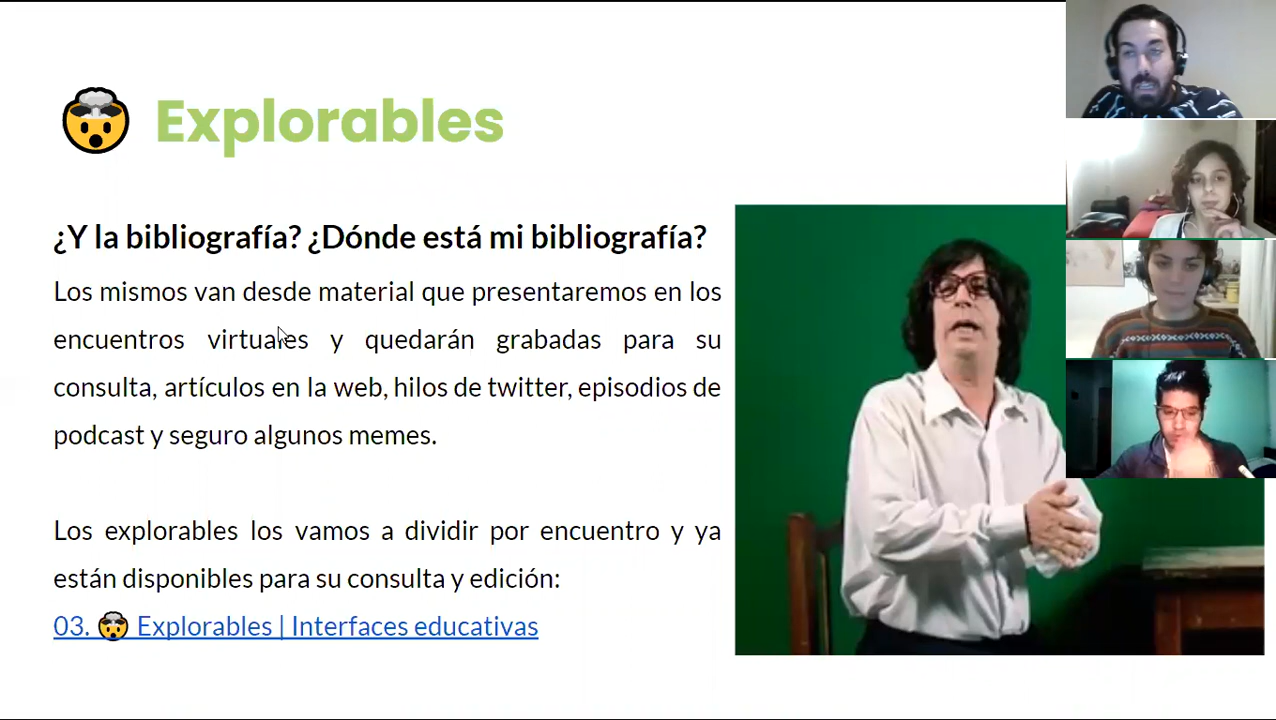 🤯 Explorables
¿Y la bibliografía? ¿Dónde está mi bibliografía?
Los mismos van desde material que presentaremos en los
encuentros virtuales y quedarán grabadas para su
consulta, artículos en la web, hilos de twitter, episodios de
podcast y seguro algunos memes.
Los explorables los vamos a dividir por encuentro y ya
están disponibles para su consulta y edición:
03. 🤯 Explorables | Interfaces educativas